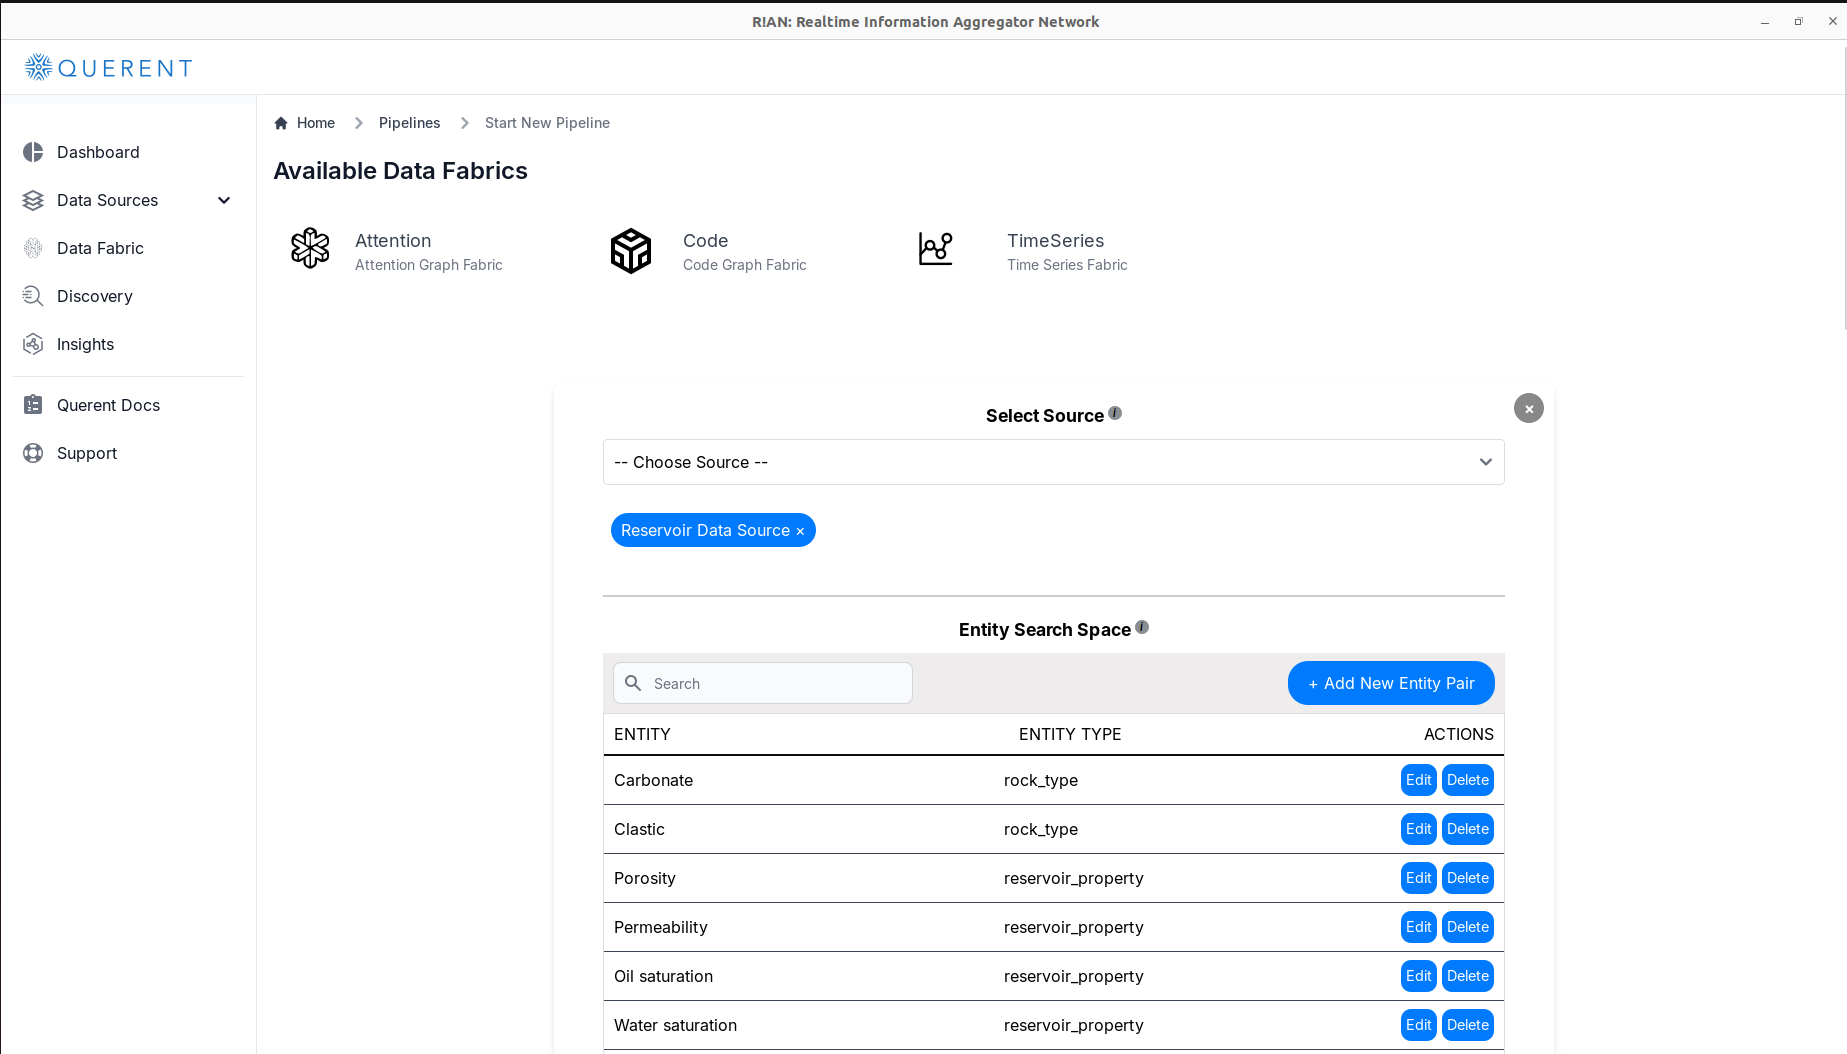 R!AN: Realtime Information Aggregator Network
QUERENT
Home
Pipelines
Start New Pipeline
Dashboard
Data Sources
Data Fabric
Discovery
Insights
Querent Docs
Support
Available Data Fabrics
Attention
Attention Graph Fabric
Code
Code Graph Fabric
TimeSeries
Time Series Fabric
Select Source i
×
-- Choose Source --
Reservoir Data Source ×
Entity Search Space i
Search
+ Add New Entity Pair
ENTITY ENTITY TYPE ACTIONS
Carbonate rock_type Edit Delete
Clastic rock_type Edit Delete
Porosity reservoir_property Edit Delete
Permeability reservoir_property Edit Delete
Oil saturation reservoir_property Edit Delete
Water saturation reservoir_property Edit Delete